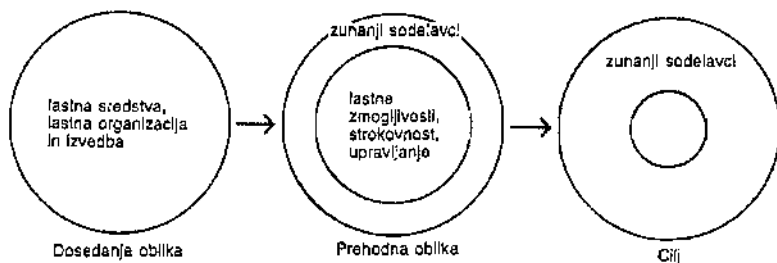 lastna sredstva,
lastna organizacija
in izvedba
Dosedanja oblika
zunanji sodelavci
lastne
zmogljivosti,
strokovnost,
upravljanje
Prehodna oblika
zunanji sodelavci
Cilj